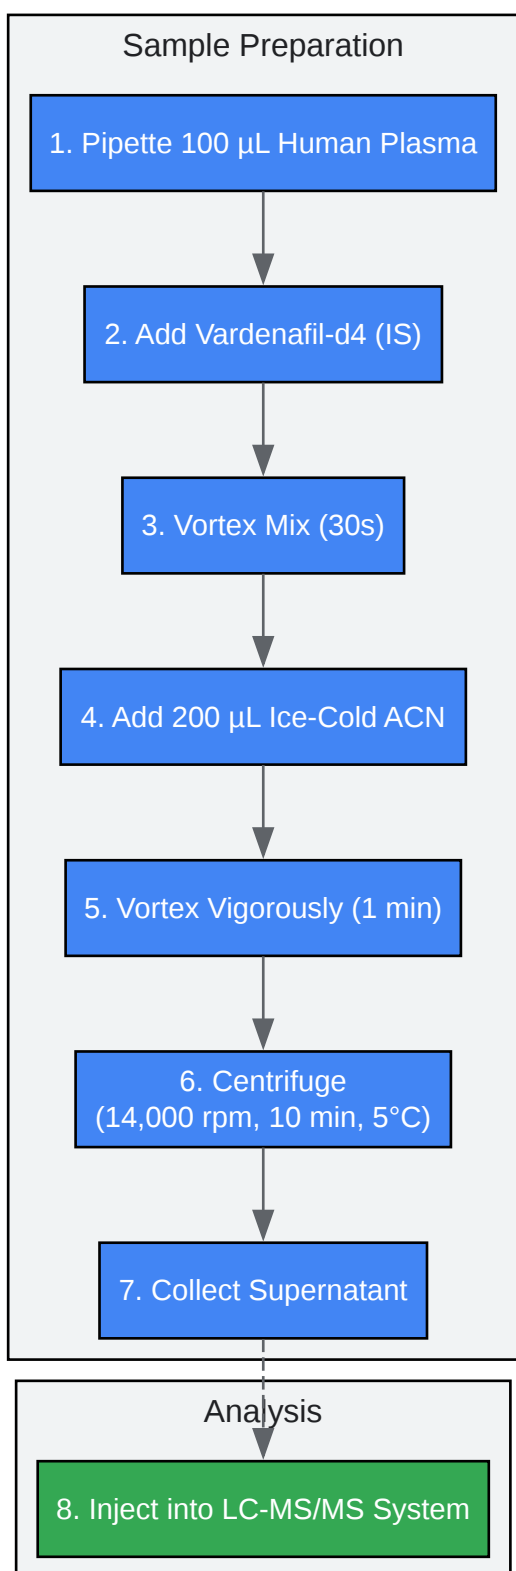 Sample Preparation
1. Pipette 100 µL Human Plasma
2. Add Vardenafil-d4 (IS)
3. Vortex Mix (30s)
4. Add 200 µL Ice-Cold ACN
5. Vortex Vigorously (1 min)
6. Centrifuge
(14,000 rpm, 10 min, 5°C)
7. Collect Supernatant
Analysis
8. Inject into LC-MS/MS System